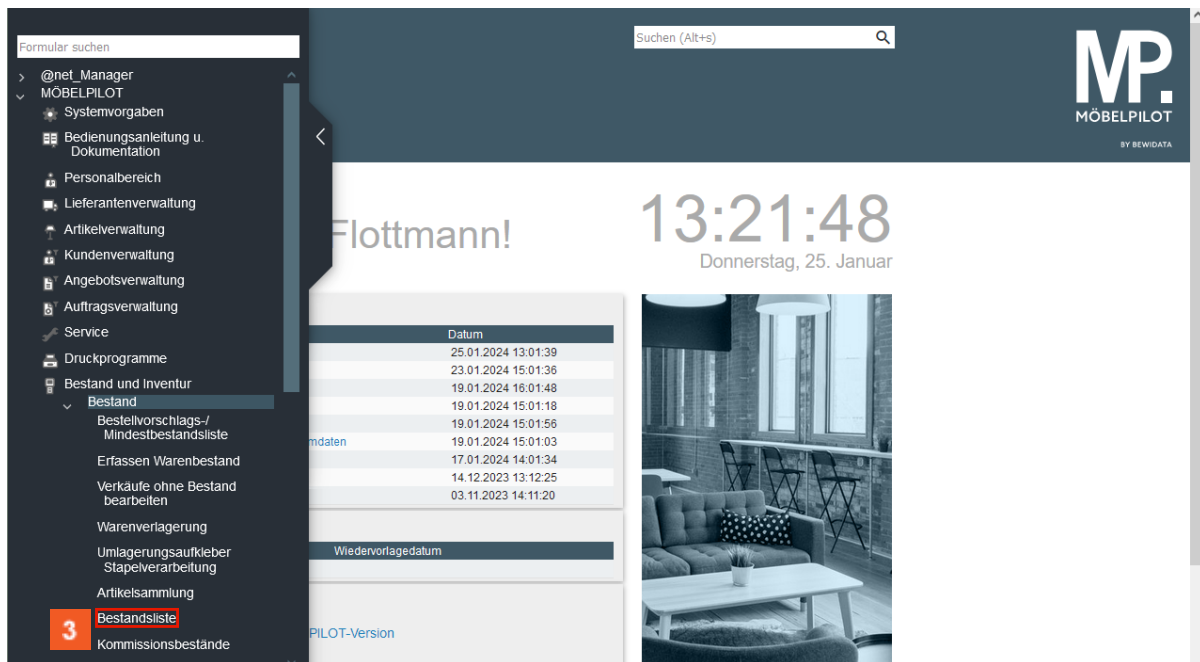 Formular suchen
@net_Manager
MÖBELPILOT
Systemvorgaben
Bedienungsanleitung u.
Dokumentation
Personalbereich
Lieferantenverwaltung
Artikelverwaltung
Kundenverwaltung
Angebotsverwaltung
Auftragsverwaltung
Service
Druckprogramme
Bestand und Inventur
Bestand
Bestellvorschlags-/
Mindestbestandsliste
Erfassen Warenbestand
Verkäufe ohne Bestand
bearbeiten
Warenverlagerung
Umlagerungsaufkleber
Stapelverarbeitung
Artikelsammlung
3 Bestandsliste
Kommissionsbestände
Suchen (Alt+s)
MP.
MÖBELPILOT
BY BEWIDATA
Flottmann!
13:21:48
Donnerstag, 25. Januar
Datum
25.01.2024 13:01:39
23.01.2024 15:01:36
19.01.2024 16:01:48
19.01.2024 15:01:18
19.01.2024 15:01:56
mdaten 19.01.2024 15:01:03
17.01.2024 14:01:34
14.12.2023 13:12:25
03.11.2023 14:11:20
Wiedervorlagedatum
PILOT-Version